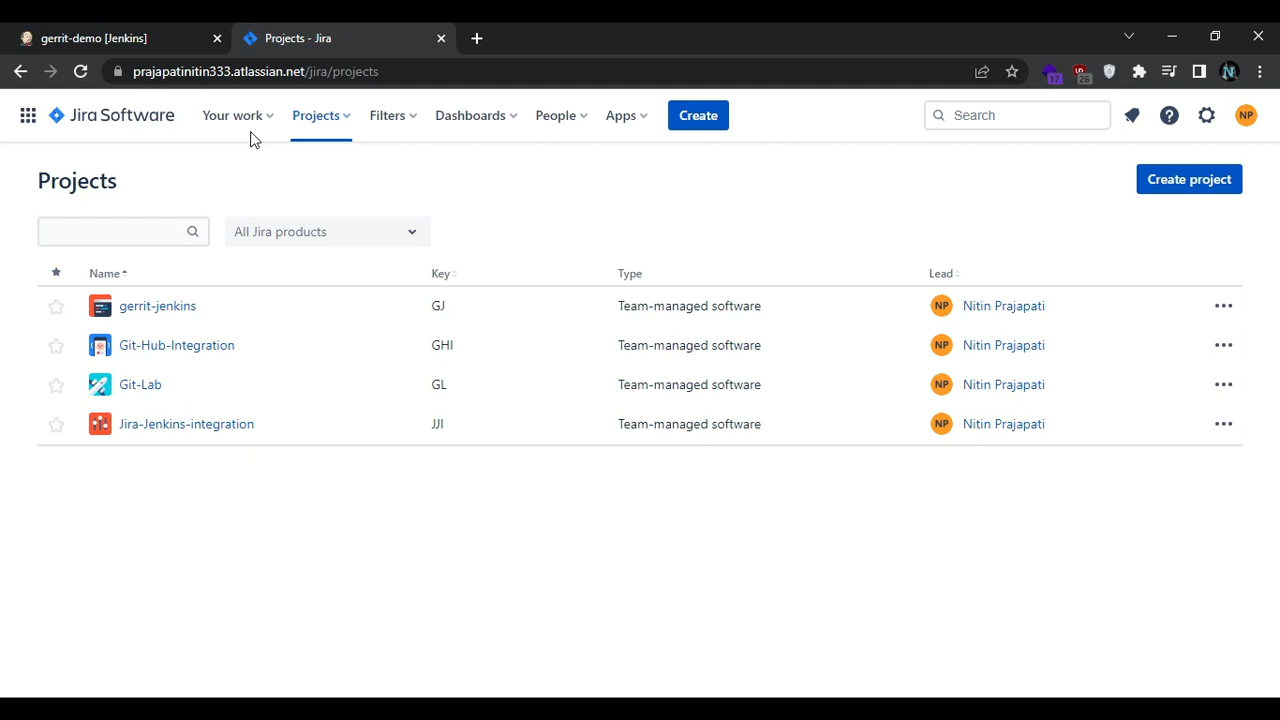 gerrit-demo [Jenkins]
Projects - Jira
prajapatinitin333.atlassian.net/jira/projects
17
26
N
Jira Software
Your work
Projects
Filters
Dashboards
People
Apps
Create
Search
NP
Projects
Create project
All Jira products
Name
Key
Type
Lead
gerrit-jenkins
GJ
Team-managed software
NP
Nitin Prajapati
Git-Hub-Integration
GHI
Team-managed software
NP
Nitin Prajapati
Git-Lab
GL
Team-managed software
NP
Nitin Prajapati
Jira-Jenkins-integration
JJI
Team-managed software
NP
Nitin Prajapati